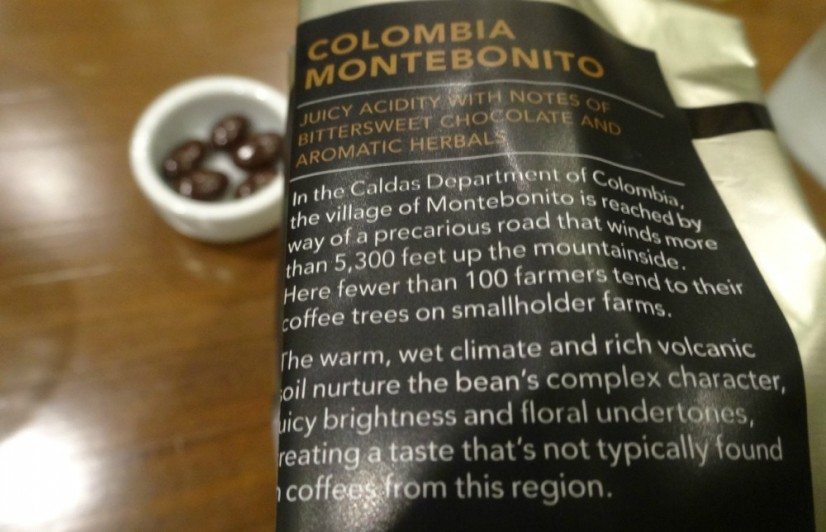 COLOMBIA
MONTEBONITO
JUICY ACIDITY WITH NOTES OF
BITTERSWEET CHOCOLATE AND
AROMATIC HERBALS
In the Caldas Department of Colombia,
the village of Montebonito is reached by
way of a precarious road that winds more
than 5,300 feet up the mountainside.
Here fewer than 100 farmers tend to their
coffee trees on smallholder farms.
The warm, wet climate and rich volcanic
oil nurture the bean's complex character,
uicy brightness and floral undertones,
reating a taste that's not typically found
coffees from this region.